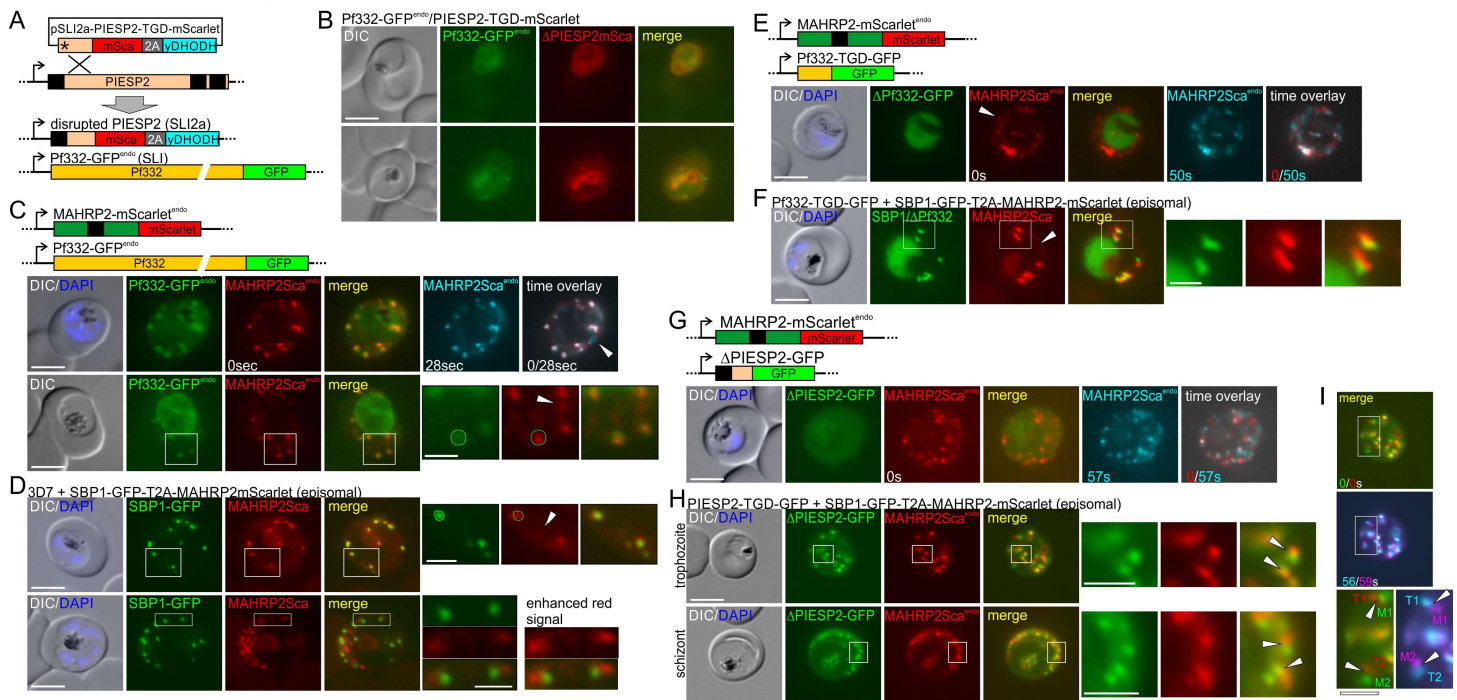 A
pSLI2a-PIESP2-TGD-mScarlet
* mSca 2A yDHODH
PIESP2
disrupted PIESP2 (SLI2a)
mSca 2A yDHODH
Pf332-GFPendo (SLI)
Pf332 GFP
B
Pf332-GFPendo/PIESP2-TGD-mScarlet
DIC Pf332-GFPendo ΔPIESP2mSca merge
C
MAHRP2-mScarletendo
mScarlet
Pf332-GFPendo
Pf332 GFP
DIC/DAPI Pf332-GFPendo MAHRP2Scaendo merge MAHRP2Scaendo time overlay
0sec 28sec 0/28sec
DIC Pf332-GFPendo MAHRP2Scaendo merge
D
3D7 + SBP1-GFP-T2A-MAHRP2mScarlet (episomal)
DIC/DAPI SBP1-GFP MAHRP2Sca merge
DIC/DAPI SBP1-GFP MAHRP2Sca merge
enhanced red
signal
E
MAHRP2-mScarletendo
mScarlet
Pf332-TGD-GFP
GFP
DIC/DAPI ΔPf332-GFP MAHRP2Scaendo merge MAHRP2Scaendo time overlay
0s 50s 0/50s
Pf332-TGD-GFP + SBP1-GFP-T2A-MAHRP2-mScarlet (episomal)
F
DIC/DAPI SBP1/ΔPf332 MAHRP2Sca merge
G
MAHRP2-mScarletendo
mScarlet
ΔPIESP2-GFP
GFP
DIC/DAPI ΔPIESP2-GFP MAHRP2Scaendo merge MAHRP2Scaendo time overlay
0s 57s 0/57s
H
PIESP2-TGD-GFP + SBP1-GFP-T2A-MAHRP2-mScarlet (episomal)
trophozoite
DIC/DAPI ΔPIESP2-GFP MAHRP2Scaendo merge
schizont
DIC/DAPI ΔPIESP2-GFP MAHRP2Scaendo merge
I
merge
0/0s
56/59s
T1 M1 T2 M2
T1 M1 M2 T2